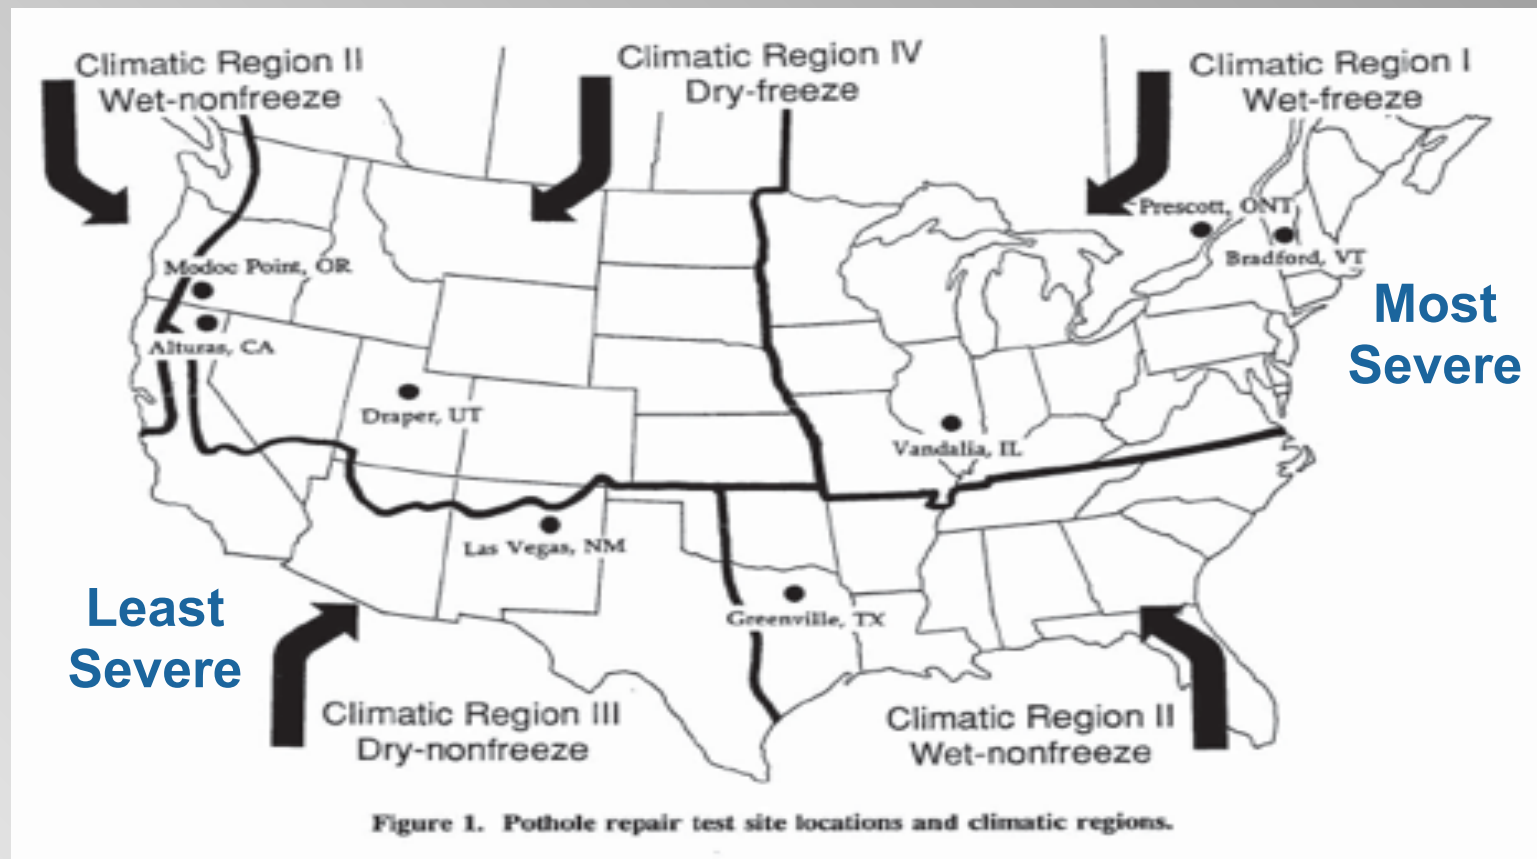 Climatic Region II
Wet-nonfreeze
Climatic Region IV
Dry-freeze
Climatic Region I
Wet-freeze
Prescott, ONT
Bradford, VT
Modoc Point, OR
Most
Severe
Alturas, CA
Draper, UT
Vandalia, IL
Las Vegas, NM
Least
Severe
Greenville, TX
Climatic Region III
Dry-nonfreeze
Climatic Region II
Wet-nonfreeze
Figure 1. Pothole repair test site locations and climatic regions.